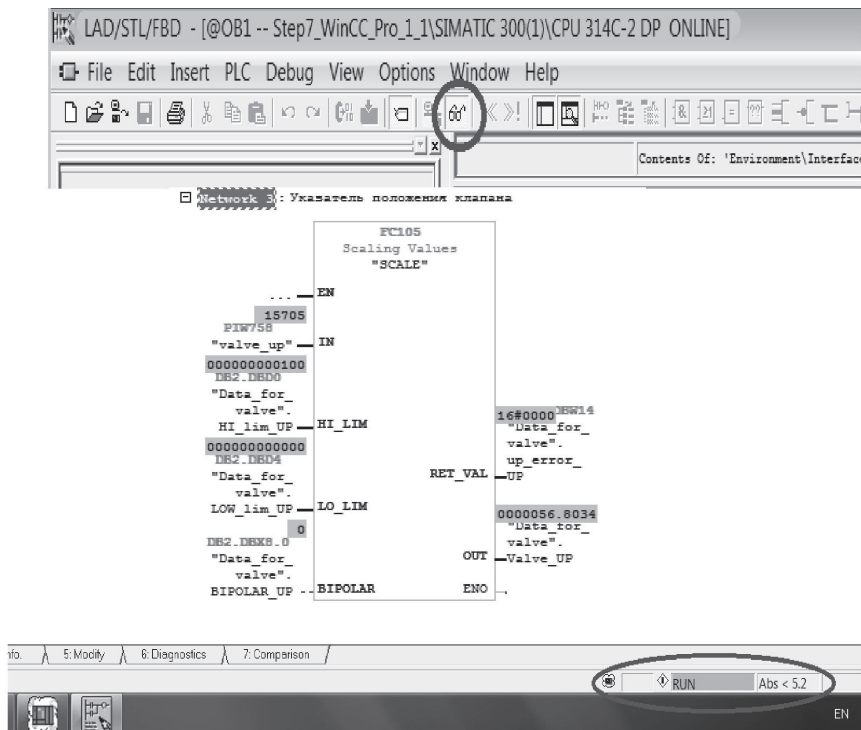 LAD/STL/FBD - [@OB1 -- Step7_WinCC_Pro_1_1\SIMATIC 300(1)\CPU 314C-2 DP ONLINE]
File Edit Insert PLC Debug View Options Window Help
Contents Of: 'Environment\Interface
Network 3: Указатель положения клапана
FC105
Scaling Values
"SCALE"
... EN
15705
PIW758
"valve_up" IN
000000000100
DB2.DBD0
"Data_for_
valve".
HI_lim_UP HI_LIM
000000000000
DB2.DBD4
"Data_for_
valve".
LOW_lim_UP LO_LIM
0
DB2.DBX8.0
"Data_for_
valve".
BIPOLAR_UP BIPOLAR
16#0000 DBW14
"Data_for_
valve".
up_error_
RET_VAL UP
0000056.8034
"Data_for_
valve".
OUT Valve_UP
ENO
nfo. 5: Modify 6: Diagnostics 7: Comparison
RUN Abs < 5.2
EN